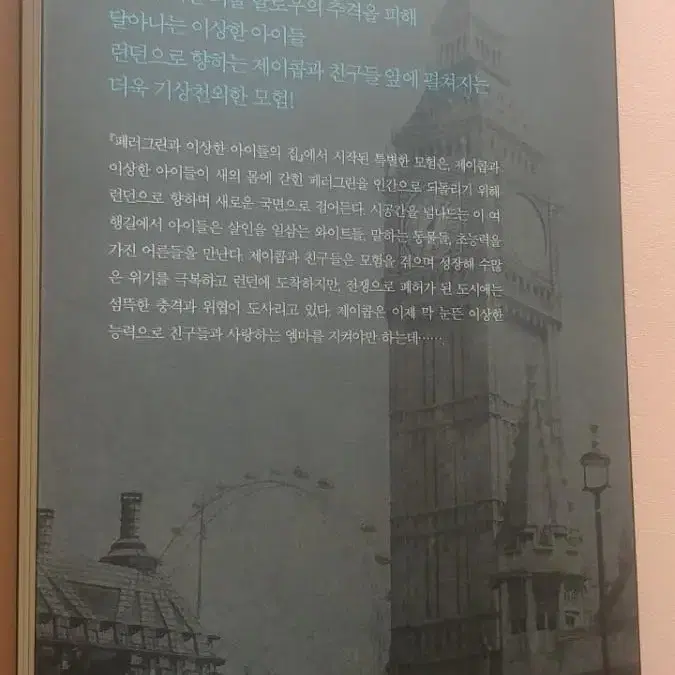 할로우의 추격을 피해
달아나는 이상한 아이들
런던으로 향하는 제이콥과 친구들 앞에 펼쳐지는
더욱 기상천외한 모험!
『페러그린과 이상한 아이들의 집』에서 시작된 특별한 모험은, 제이콥과
이상한 아이들이 새의 몸에 갇힌 페러그린을 인간으로 되돌리기 위해
런던으로 향하며 새로운 국면으로 접어든다. 시공간을 넘나드는 이 여
행길에서 아이들은 살인을 일삼는 와이트들, 말하는 동물들, 초능력을
가진 어른들을 만난다. 제이콥과 친구들은 모험을 겪으며 성장해 수많
은 위기를 극복하고 런던에 도착하지만, 전쟁으로 폐허가 된 도시에는
섬뜩한 충격과 위협이 도사리고 있다. 제이콥은 이제 막 눈뜬 이상한
능력으로 친구들과 사랑하는 엠마를 지켜야만 하는데…….